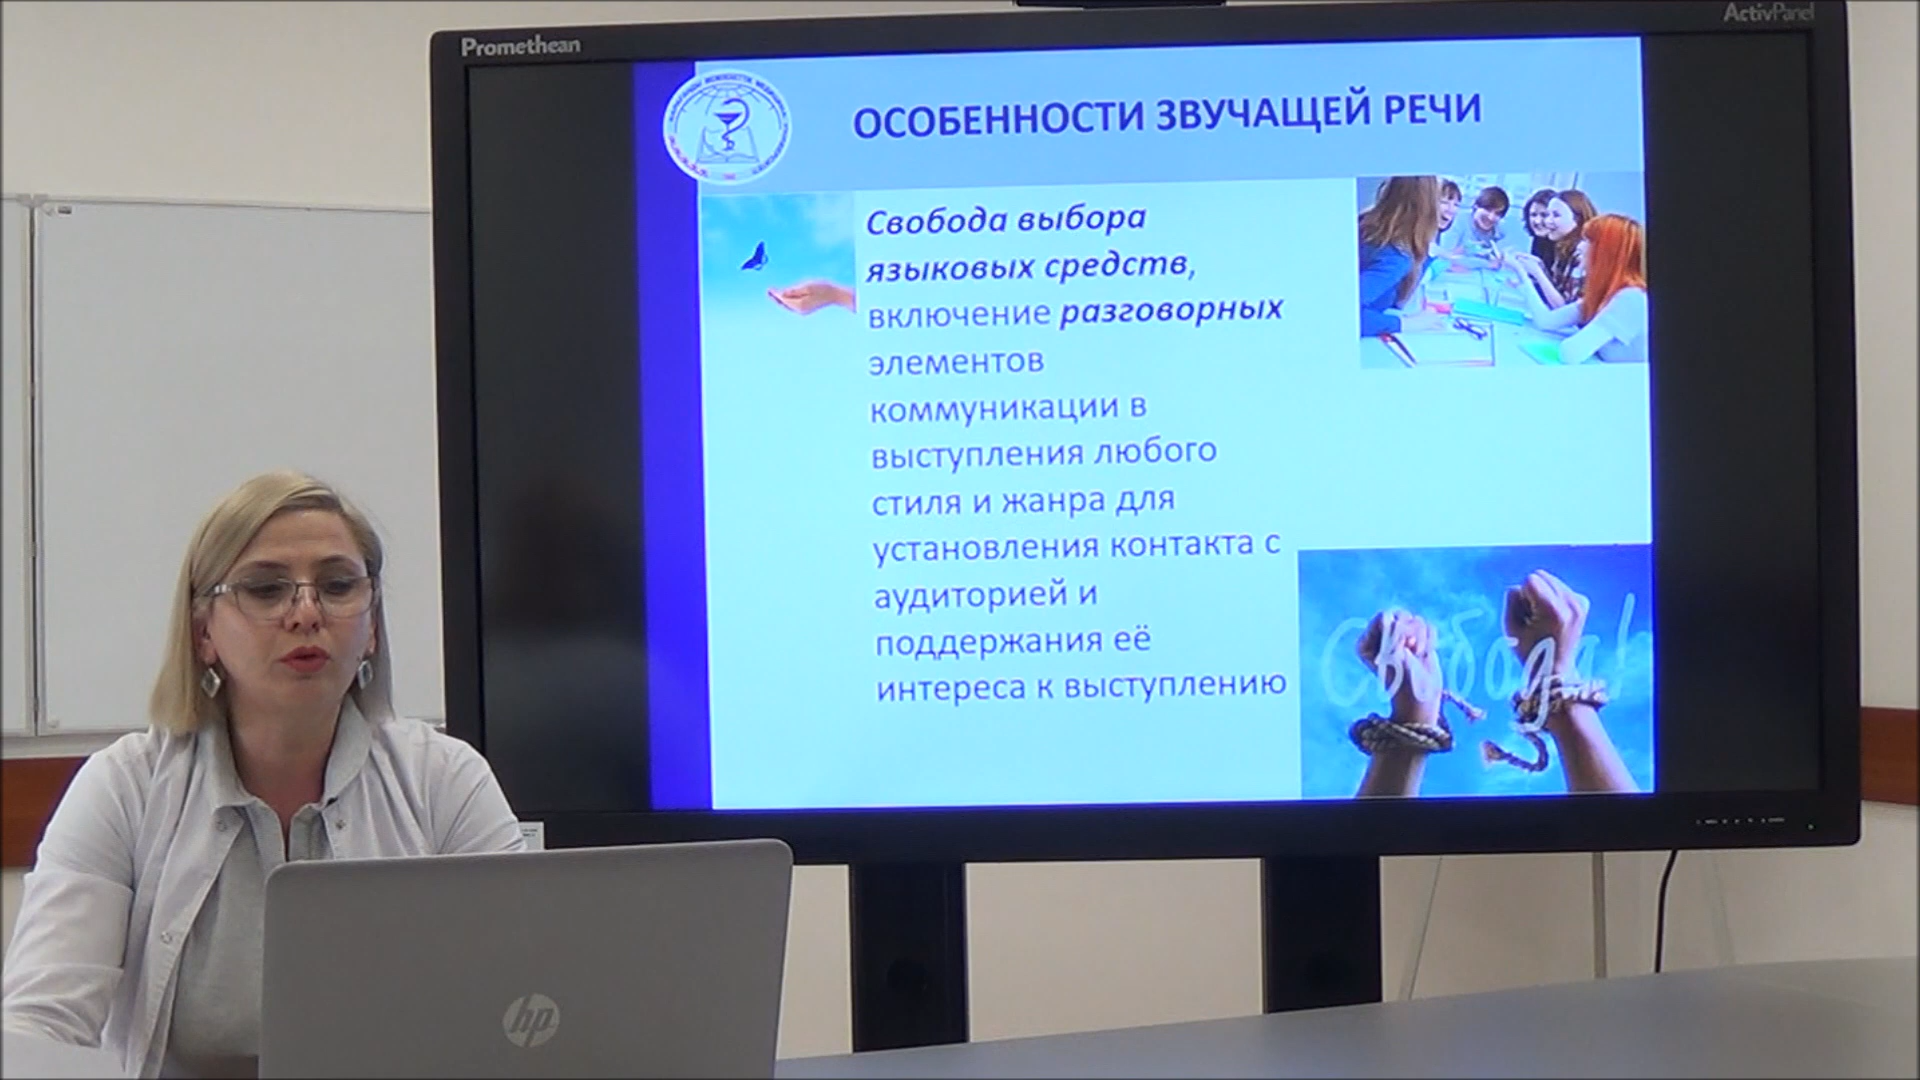 Promethean
ActivPanel
ОСОБЕННОСТИ ЗВУЧАЩЕЙ РЕЧИ
Свобода выбора
языковых средств,
включение разговорных
элементов
коммуникации в
выступления любого
стиля и жанра для
установления контакта с
аудиторией и
поддержания её
интереса к выступлению
Свобода!
hp